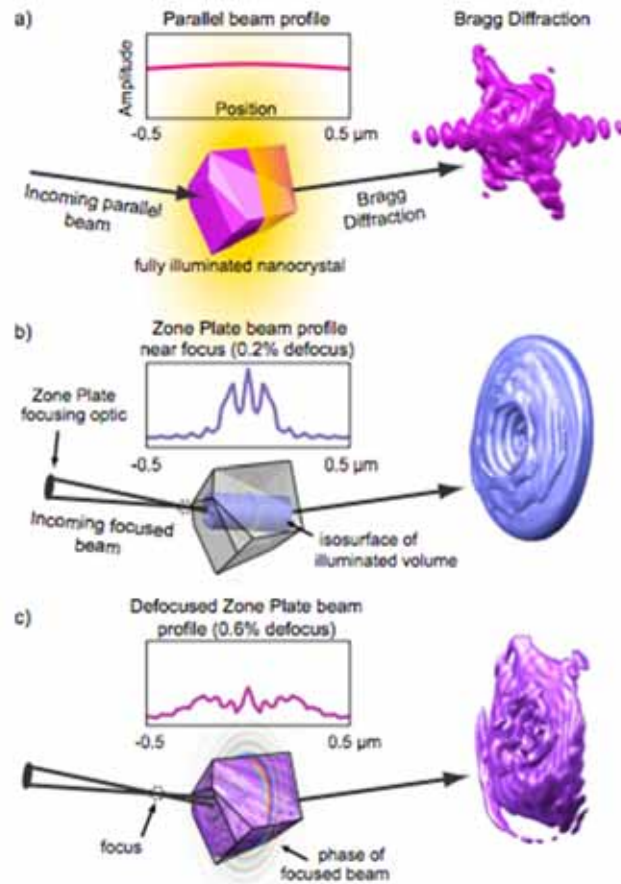 a)
Parallel beam profile
Bragg Diffraction
Amplitude
Position
-0.5
0.5 µm
Incoming parallel
beam
Bragg
Diffraction
fully illuminated nanocrystal
b)
Zone Plate beam profile
near focus (0.2% defocus)
Zone Plate
focusing optic
-0.5
0.5 µm
Incoming focused
beam
isosurface of
illuminated volume
c)
Defocused Zone Plate beam
profile (0.6% defocus)
-0.5
0.5 µm
focus
phase of
focused beam